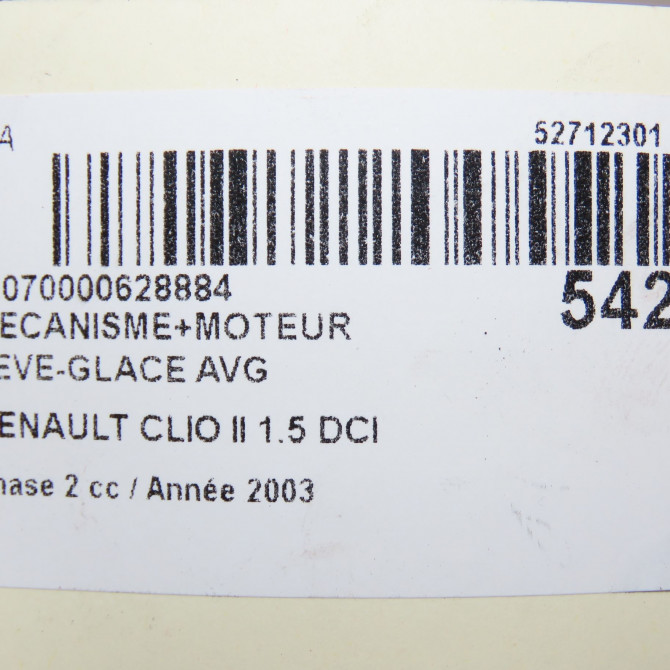 A 52712301
070000628884
542
ECANISME+MOTEUR
EVE-GLACE AVG
ENAULT CLIO II 1.5 DCI
hase 2 cc / Année 2003